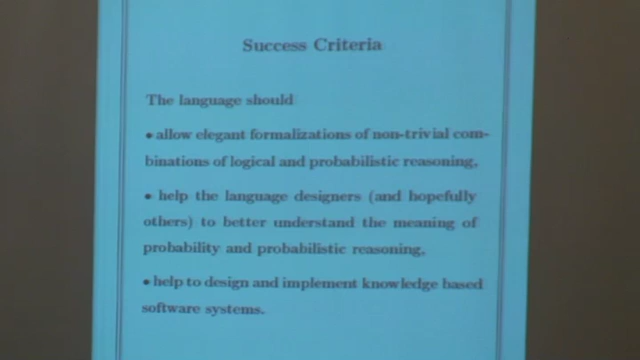 Success Criteria
The language should
• allow elegant formalizations of non-trivial com-
binations of logical and probabilistic reasoning.
• help the language designers (and hopefully
others) to better understand the meaning of
probability and probabilistic reasoning.
• help to design and implement knowledge based
software systems.